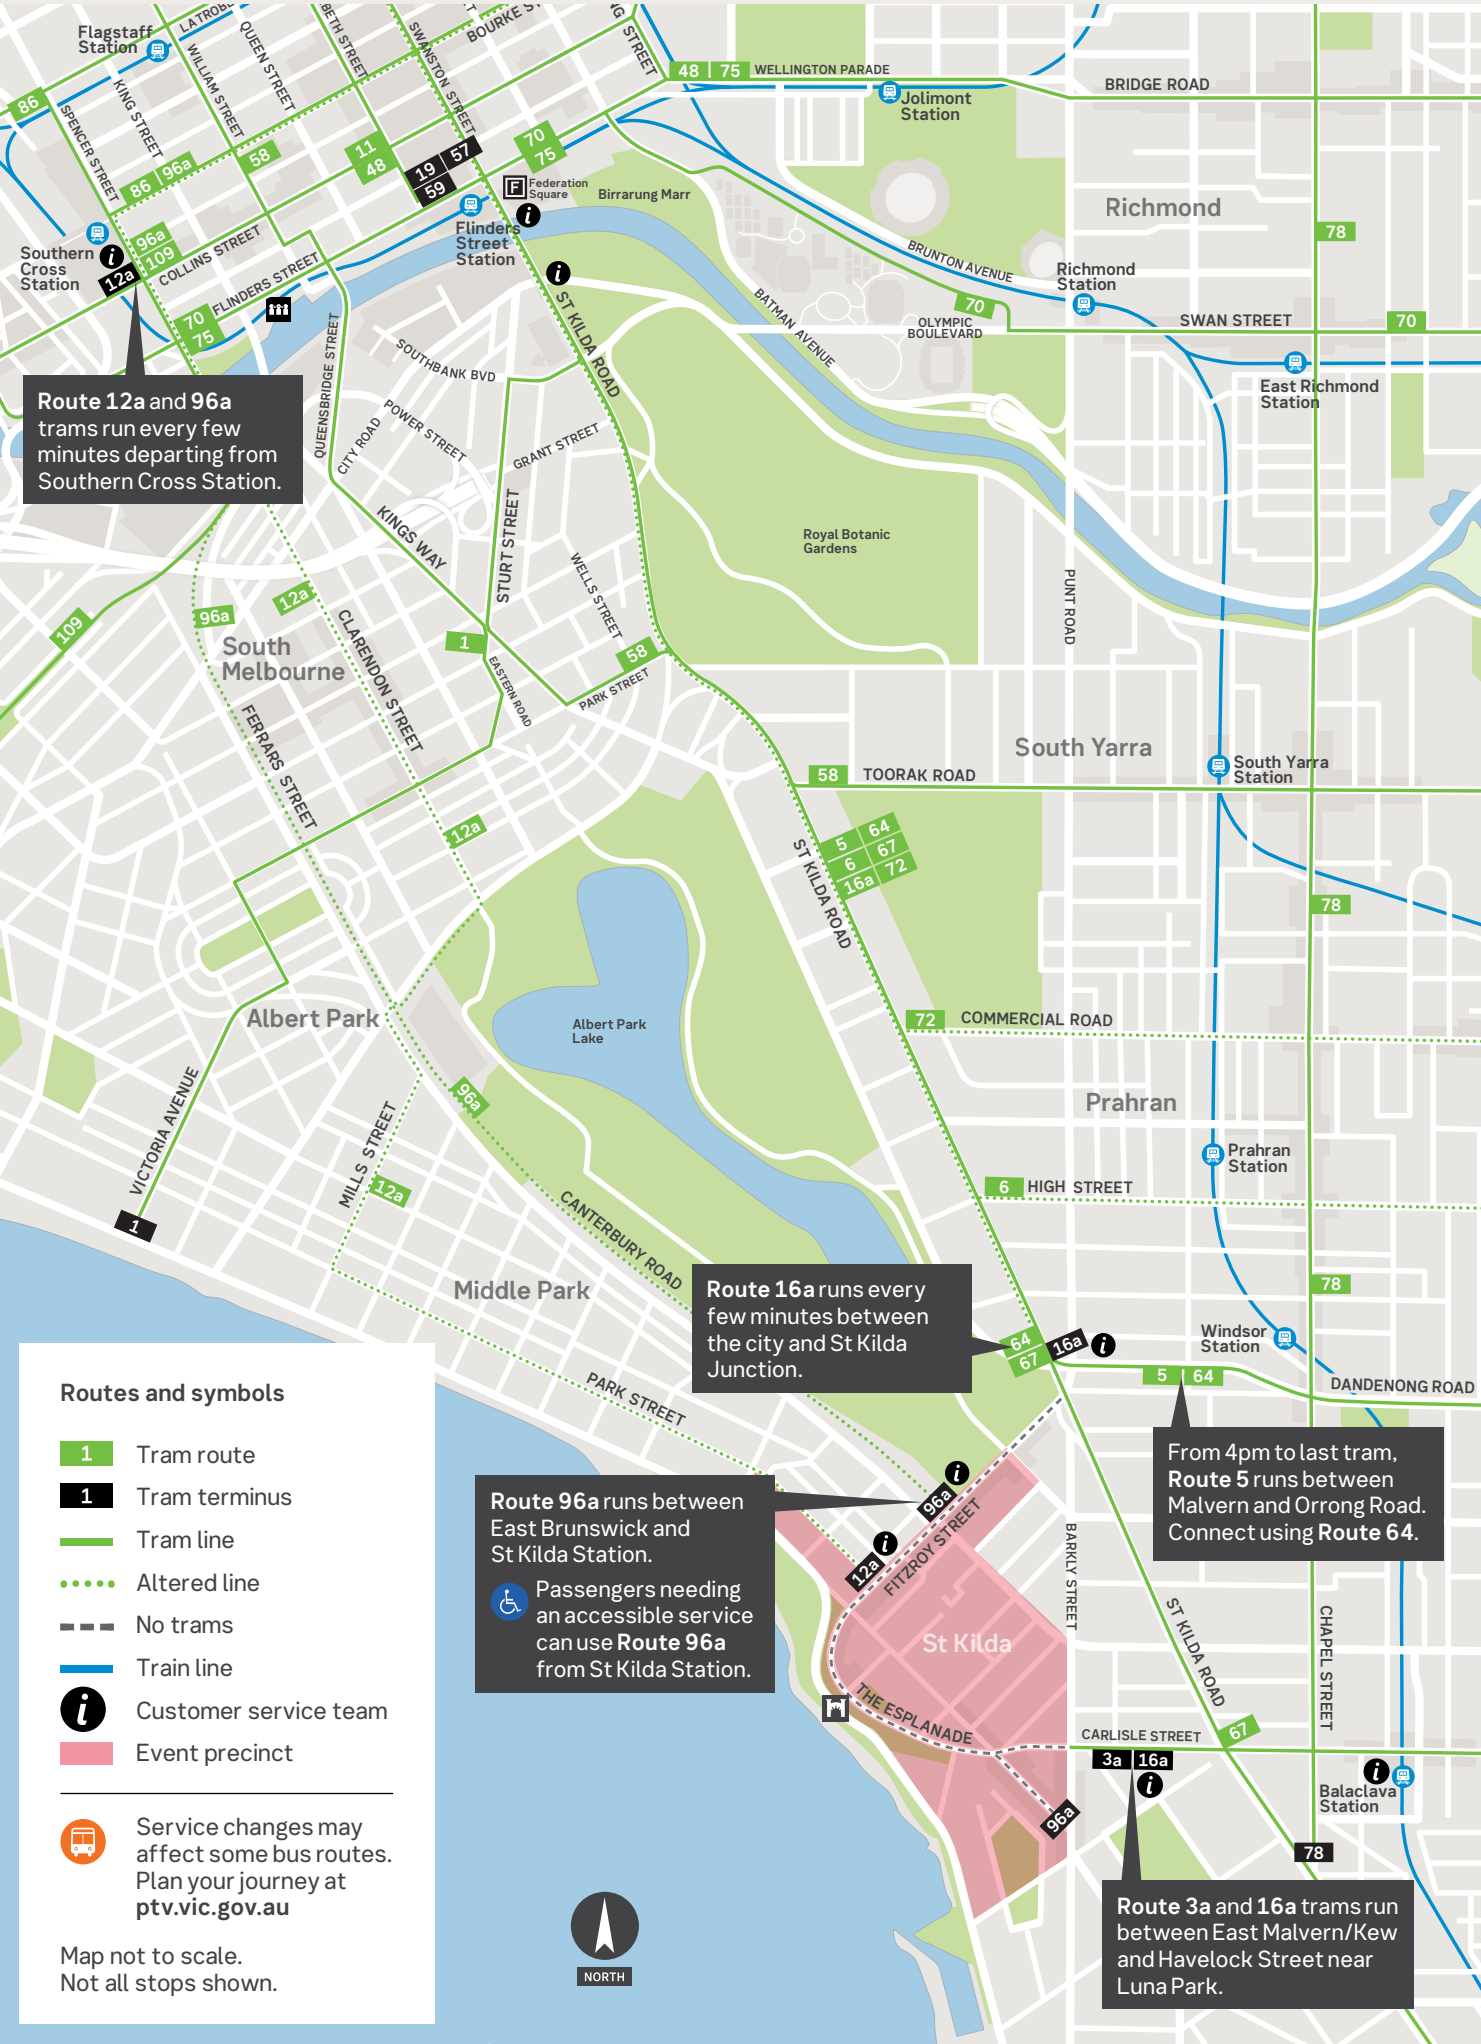 Flagstaff
Station
LATROBE
BETH STREET
BOURKE ST
NG STREET
WILLIAM STREET
QUEEN STREET
SWANSTON STREET
KING STREET
SPENCER STREET
86
48 75 WELLINGTON PARADE
BRIDGE ROAD
Jolimont
Station
86 96a
58
11
48
19 57
59
70
75
F Federation
Square
Birrarung Marr
Richmond
78
Flinders
Street
Station
Southern
Cross
Station
12a
96a
109
COLLINS STREET
FLINDERS STREET
70
75
BRUNTON AVENUE
Richmond
Station
70
OLYMPIC
BOULEVARD
BATMAN AVENUE
SWAN STREET
70
East Richmond
Station
ST KILDA ROAD
SOUTHBANK BVD
QUEENSBRIDGE STREET
CITY ROAD
POWER STREET
GRANT STREET
Route 12a and 96a
trams run every few
minutes departing from
Southern Cross Station.
KINGS WAY
STURT STREET
WELLS STREET
Royal Botanic
Gardens
PUNT ROAD
109
96a
12a
South
Melbourne
CLARENDON STREET
1
EASTERN ROAD
58
PARK STREET
FERRARS STREET
South Yarra
58 TOORAK ROAD
South Yarra
Station
12a
ST KILDA ROAD
5 64
6 67
16a 72
78
Albert Park
Albert Park
Lake
72 COMMERCIAL ROAD
96a
Prahran
VICTORIA AVENUE
MILLS STREET
12a
1
Prahran
Station
6 HIGH STREET
CANTERBURY ROAD
Middle Park
78
Route 16a runs every
few minutes between
the city and St Kilda
Junction.
64
67
16a
Windsor
Station
5 64
DANDENONG ROAD
PARK STREET
From 4pm to last tram,
Route 5 runs between
Malvern and Orrong Road.
Connect using Route 64.
Route 96a runs between
East Brunswick and
St Kilda Station.
Passengers needing
an accessible service
can use Route 96a
from St Kilda Station.
96a
12a
FITZROY STREET
BARKLY STREET
St Kilda
ST KILDA ROAD
CHAPEL STREET
THE ESPLANADE
CARLISLE STREET
67
3a 16a
96a
Balaclava
Station
78
Route 3a and 16a trams run
between East Malvern/Kew
and Havelock Street near
Luna Park.
Routes and symbols
1 Tram route
1 Tram terminus
Tram line
Altered line
No trams
Train line
i Customer service team
Event precinct
Service changes may
affect some bus routes.
Plan your journey at
ptv.vic.gov.au
Map not to scale.
Not all stops shown.
NORTH